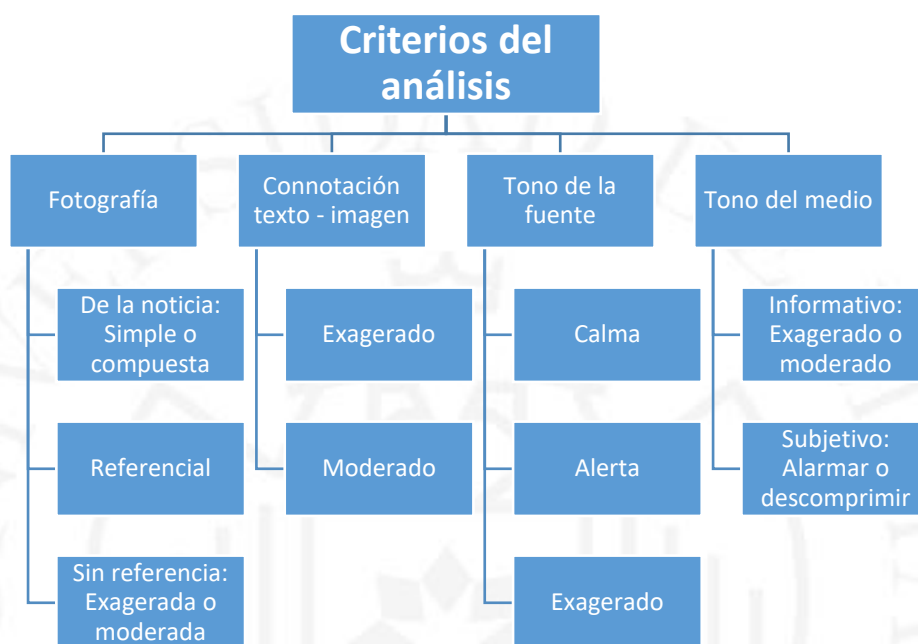 Criterios del
análisis
Fotografía
Connotación
texto - imagen
Tono de la
fuente
Tono del medio
De la noticia:
Simple o
compuesta
Referencial
Sin referencia:
Exagerada o
moderada
Exagerado
Moderado
Calma
Alerta
Exagerado
Informativo:
Exagerado o
moderado
Subjetivo:
Alarmar o
descomprimir